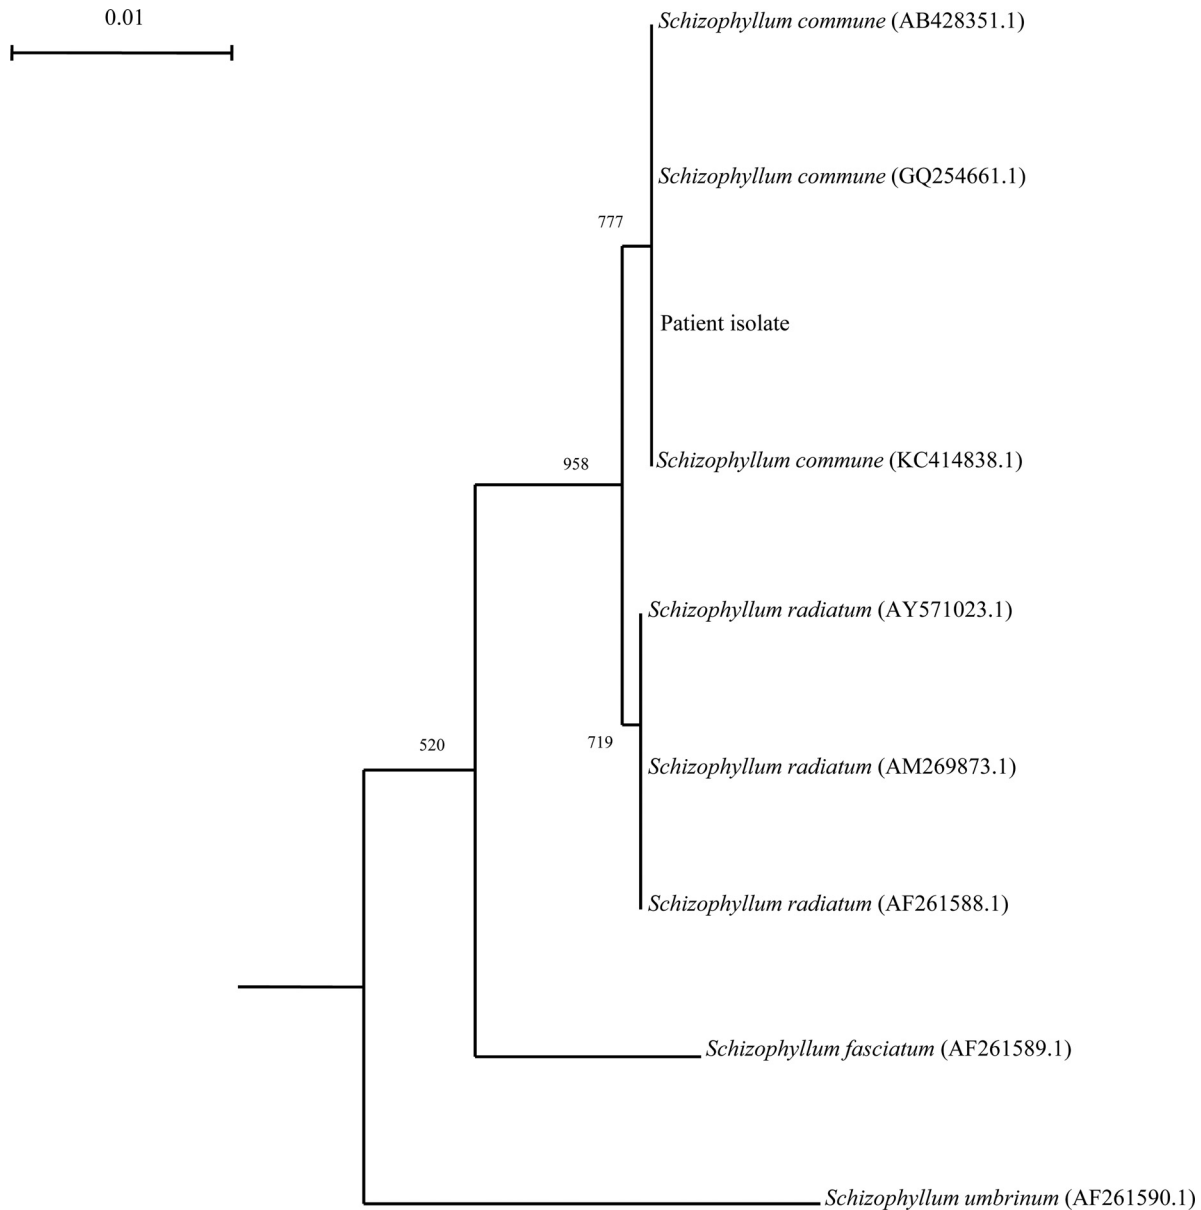 0.01
Schizophyllum commune (AB428351.1)
Schizophyllum commune (GQ254661.1)
777
Patient isolate
Schizophyllum commune (KC414838.1)
958
Schizophyllum radiatum (AY571023.1)
719
520
Schizophyllum radiatum (AM269873.1)
Schizophyllum radiatum (AF261588.1)
Schizophyllum fasciatum (AF261589.1)
Schizophyllum umbrinum (AF261590.1)